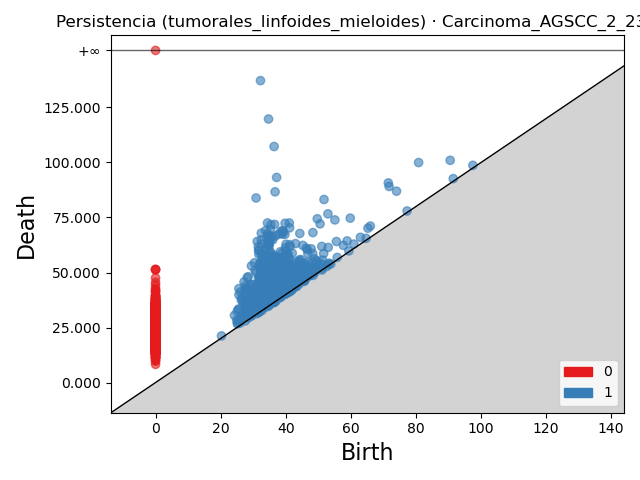 Persistencia (tumorales_linfoides_mieloides) · Carcinoma_AGSCC_2_23
+∞
125.000
100.000
75.000
50.000
25.000
0.000
Death
0 20 40 60 80 100 120 140
Birth
0
1